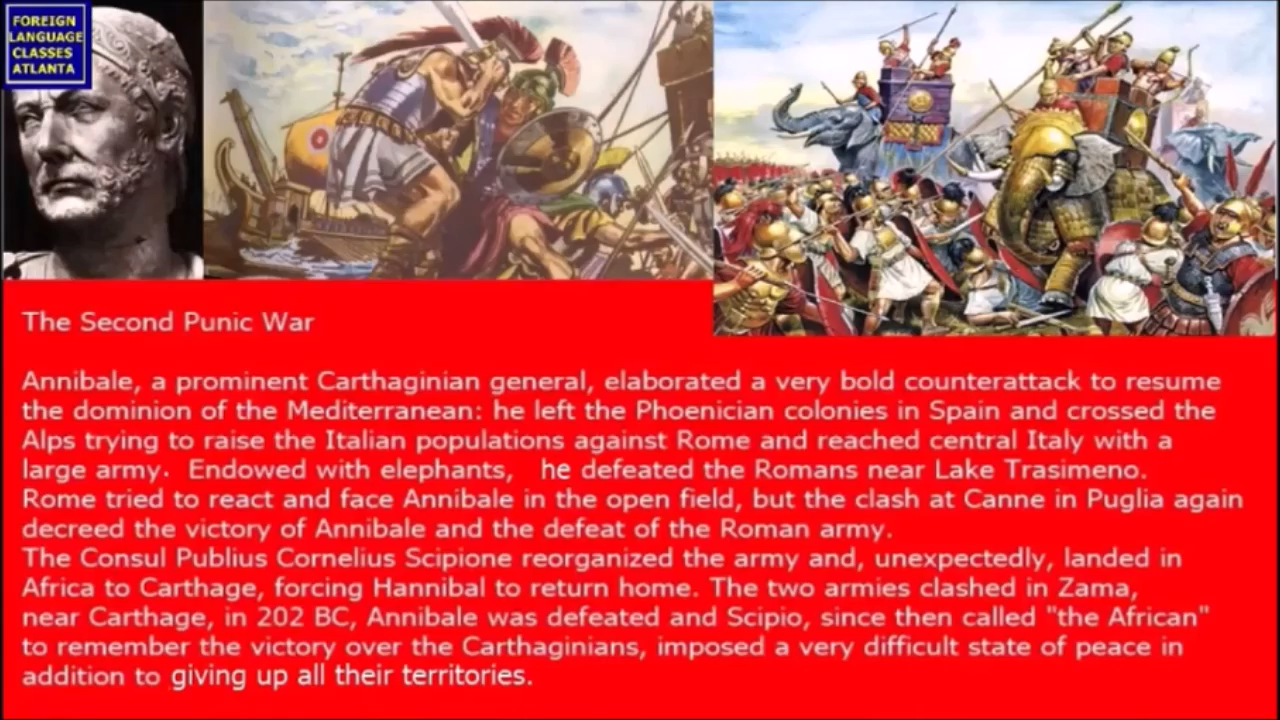 FOREIGN
LANGUAGE
CLASSES
ATLANTA
The Second Punic War
Annibale, a prominent Carthaginian general, elaborated a very bold counterattack to resume
the dominion of the Mediterranean: he left the Phoenician colonies in Spain and crossed the
Alps trying to raise the Italian populations against Rome and reached central Italy with a
large army. Endowed with elephants, he defeated the Romans near Lake Trasimeno.
Rome tried to react and face Annibale in the open field, but the clash at Canne in Puglia again
decreed the victory of Annibale and the defeat of the Roman army.
The Consul Publius Cornelius Scipione reorganized the army and, unexpectedly, landed in
Africa to Carthage, forcing Hannibal to return home. The two armies clashed in Zama,
near Carthage, in 202 BC, Annibale was defeated and Scipio, since then called "the African"
to remember the victory over the Carthaginians, imposed a very difficult state of peace in
addition to giving up all their territories.